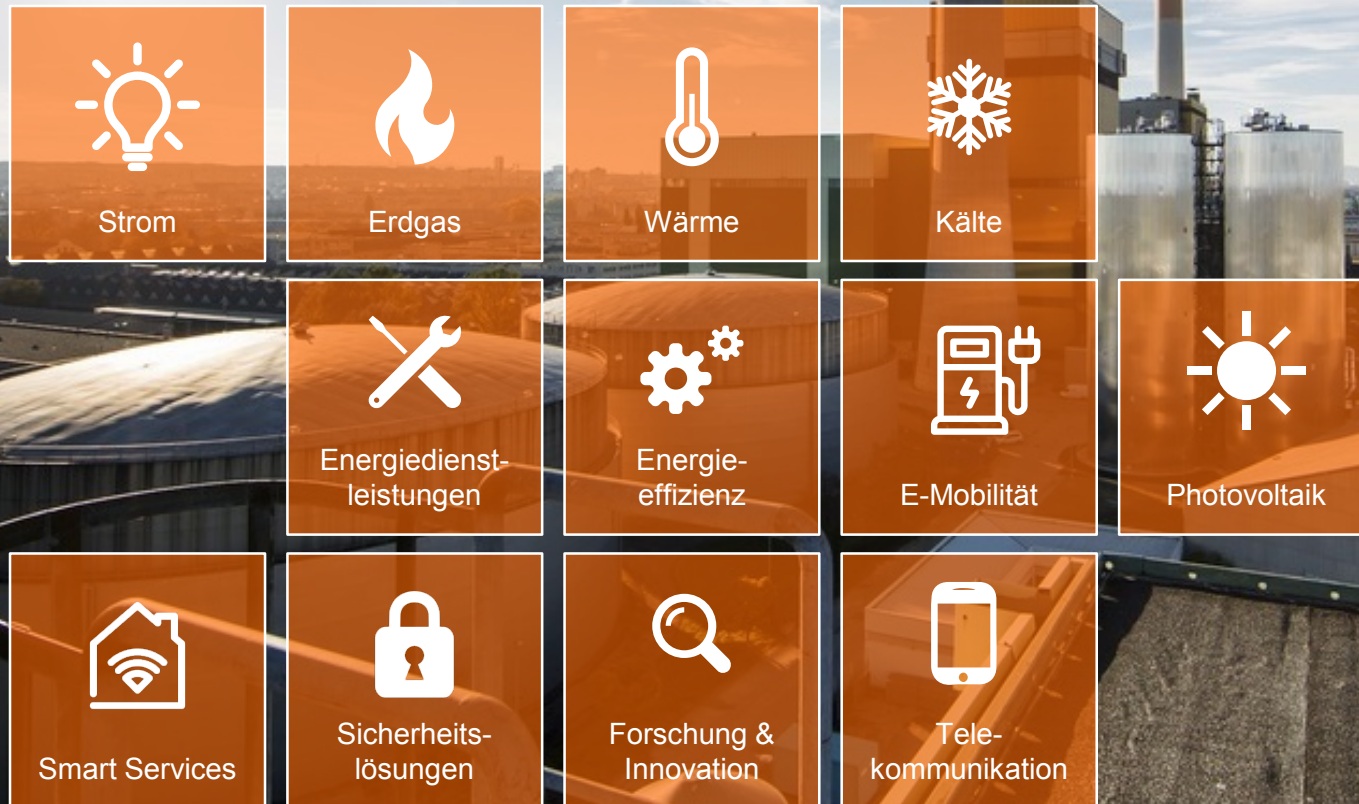 Strom
Erdgas
Wärme
Kälte
Energiedienst-
leistungen
Energie-
effizienz
E-Mobilität
Photovoltaik
Smart Services
Sicherheits-
lösungen
Forschung &
Innovation
Tele-
kommunikation